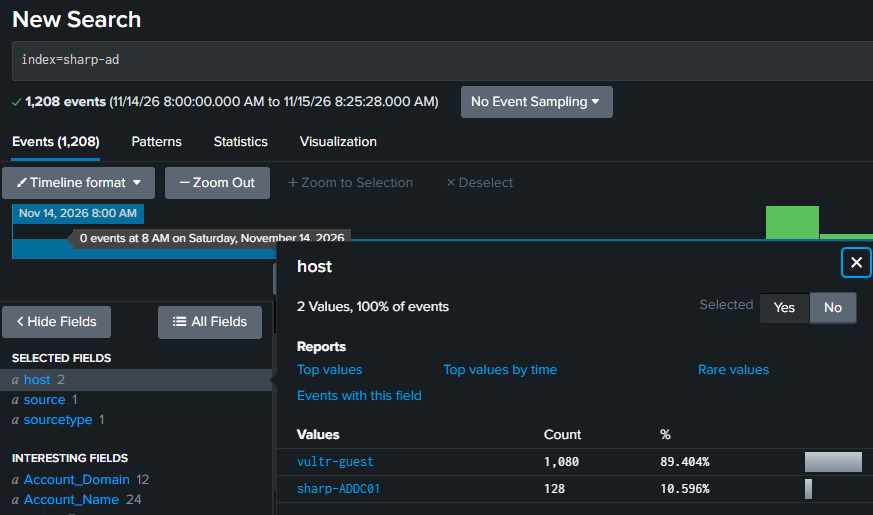 New Search
index=sharp-ad
✓ 1,208 events (11/14/26 8:00:00.000 AM to 11/15/26 8:25:28.000 AM) No Event Sampling ▼
Events (1,208) Patterns Statistics Visualization
Timeline format ▼ — Zoom Out + Zoom to Selection × Deselect
Nov 14, 2026 8:00 AM
0 events at 8 AM on Saturday, November 14, 2026
host
2 Values, 100% of events Selected Yes No
< Hide Fields All Fields
Reports
Top values Top values by time Rare values
Events with this field
SELECTED FIELDS
a host 2
a source 1
a sourcetype 1
Values Count %
vultr-guest 1,080 89.404%
sharp-ADDC01 128 10.596%
INTERESTING FIELDS
a Account_Domain 12
a Account_Name 24